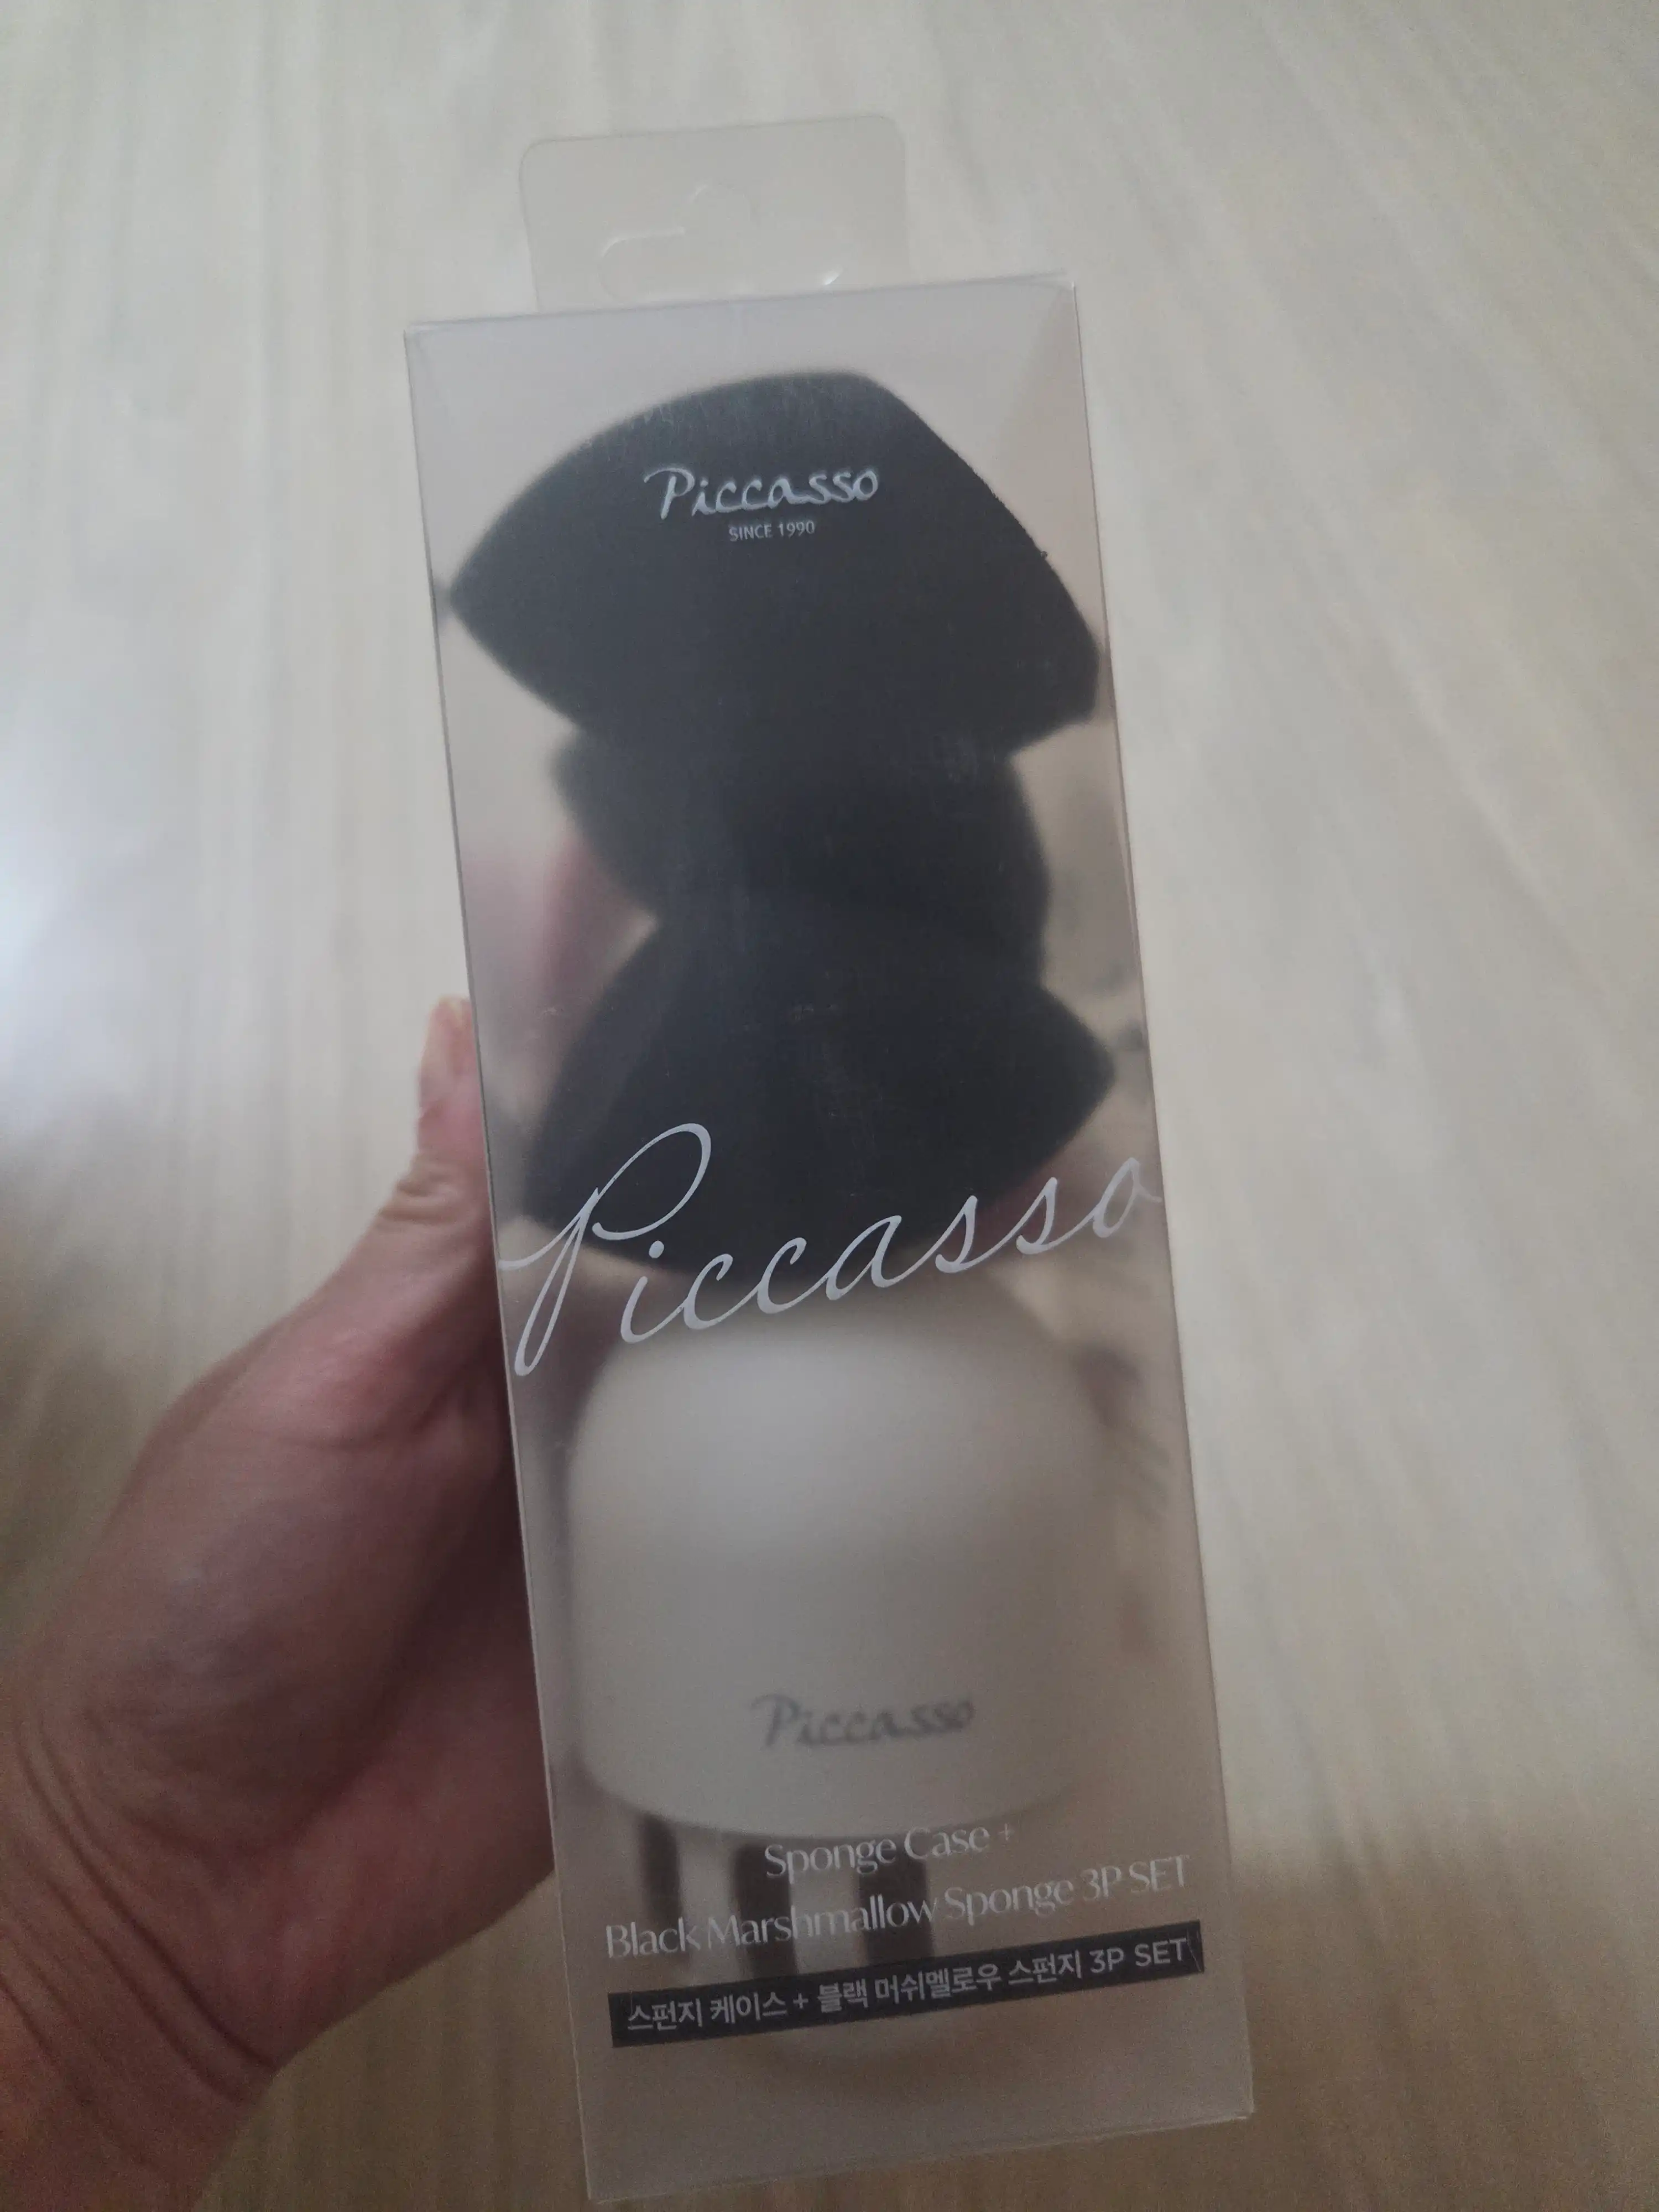 Piccasso
SINCE 1990
Piccasso
Piccasso
Sponge Case +
Black Marshmallow Sponge 3P SET
스펀지 케이스 + 블랙 머쉬멜로우 스펀지 3P SET